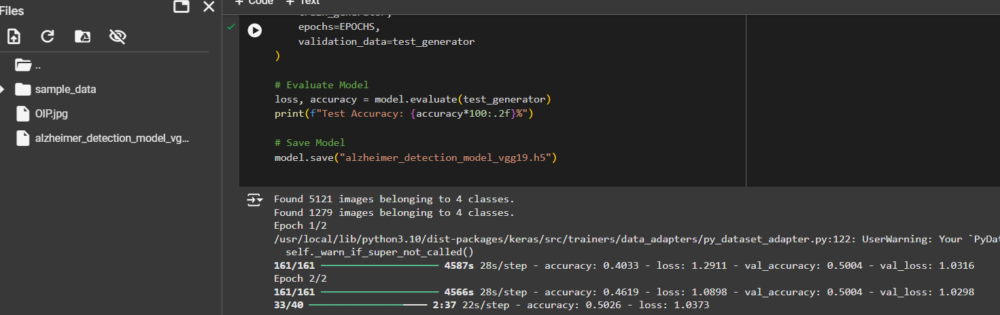 Files
+ Code + Text
..
sample_data
OIP.jpg
alzheimer_detection_model_vg...
train_generator,
epochs=EPOCHS,
validation_data=test_generator
)
# Evaluate Model
loss, accuracy = model.evaluate(test_generator)
print(f"Test Accuracy: {accuracy*100:.2f}%")
# Save Model
model.save("alzheimer_detection_model_vgg19.h5")
Found 5121 images belonging to 4 classes.
Found 1279 images belonging to 4 classes.
Epoch 1/2
/usr/local/lib/python3.10/dist-packages/keras/src/trainers/data_adapters/py_dataset_adapter.py:122: UserWarning: Your `PyDat
self._warn_if_super_not_called()
161/161 4587s 28s/step - accuracy: 0.4033 - loss: 1.2911 - val_accuracy: 0.5004 - val_loss: 1.0316
Epoch 2/2
161/161 4566s 28s/step - accuracy: 0.4619 - loss: 1.0898 - val_accuracy: 0.5004 - val_loss: 1.0298
33/40 2:37 22s/step - accuracy: 0.5026 - loss: 1.0373